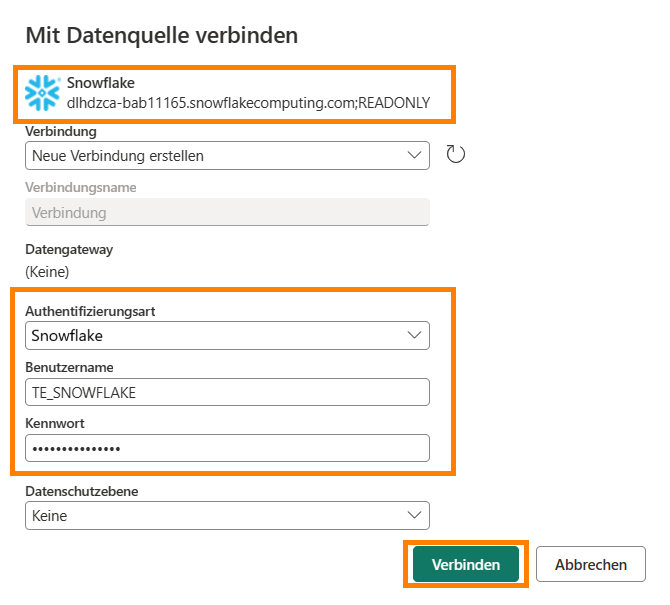 Mit Datenquelle verbinden
Snowflake
dlhdzca-bab11165.snowflakecomputing.com;READONLY
Verbindung
Neue Verbindung erstellen
Verbindungsname
Verbindung
Datengateway
(Keine)
Authentifizierungsart
Snowflake
Benutzername
TE_SNOWFLAKE
Kennwort
•••••••••••••••
Datenschutzebene
Keine
Verbinden
Abbrechen